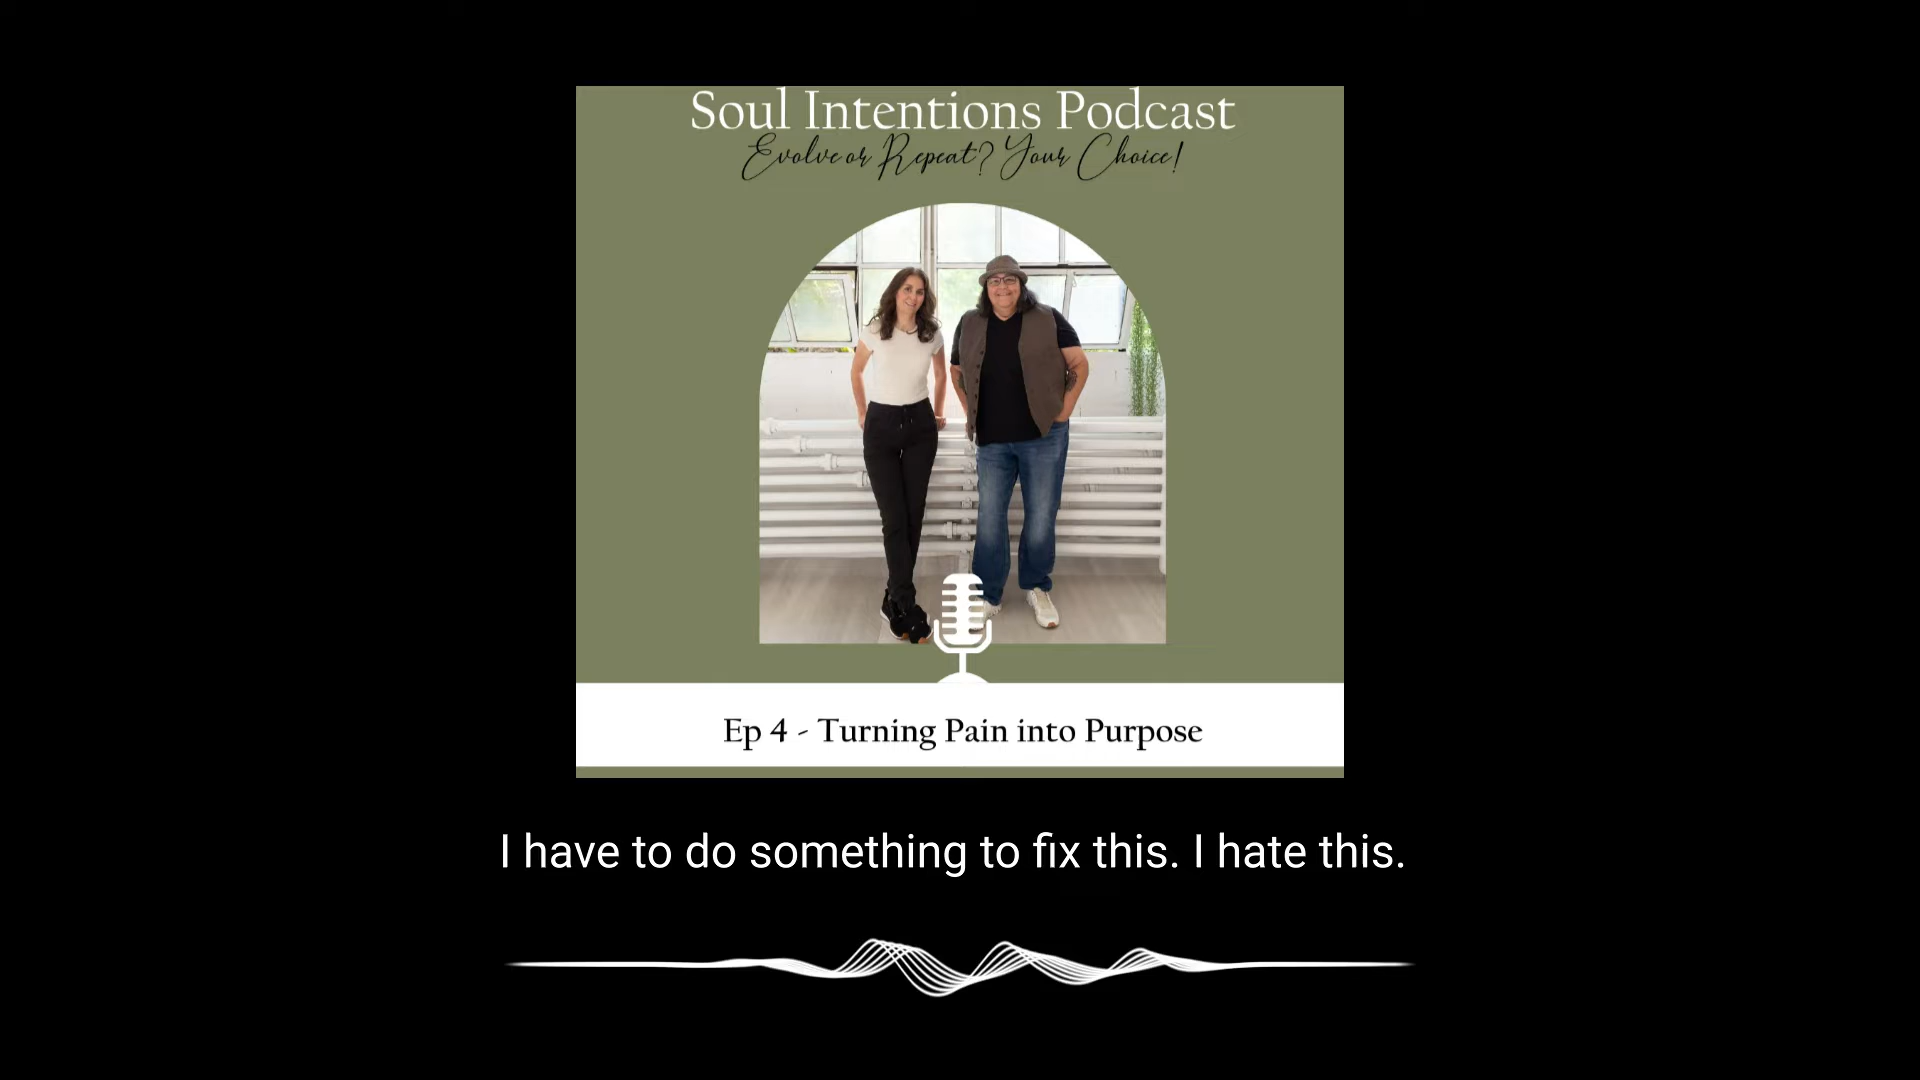 Soul Intentions Podcast
Evolve or Repeat? Your Choice!
Ep 4 - Turning Pain into Purpose
I have to do something to fix this. I hate this.